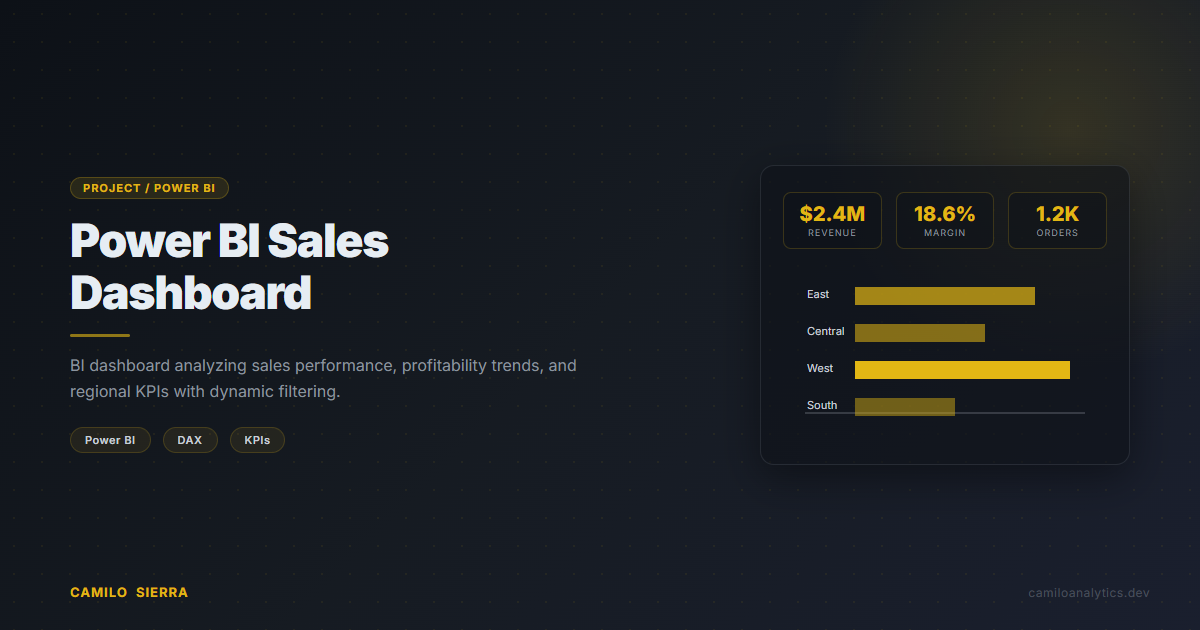 PROJECT / POWER BI
Power BI Sales
Dashboard
BI dashboard analyzing sales performance, profitability trends, and
regional KPIs with dynamic filtering.
Power BI DAX KPIs
$2.4M 18.6% 1.2K
REVENUE MARGIN ORDERS
East
Central
West
South
CAMILO SIERRA
camiloanalytics.dev